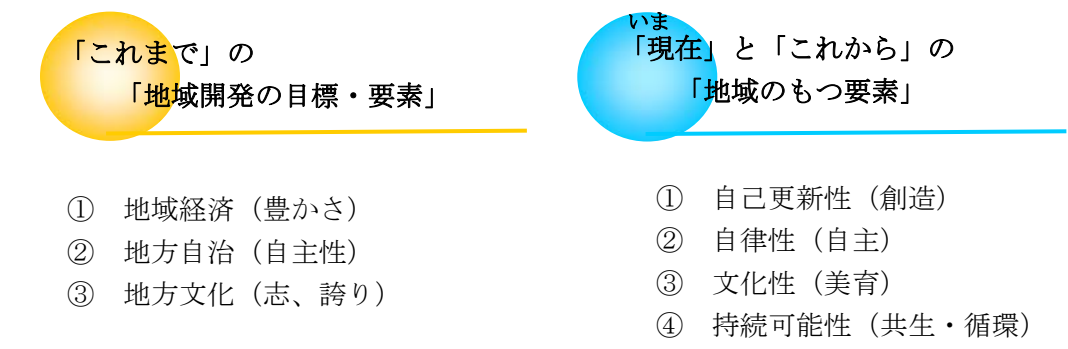 「これまで」の
「地域開発の目標・要素」
① 地域経済（豊かさ）
② 地方自治（自主性）
③ 地方文化（志、誇り）
いま
「現在」と「これから」の
「地域のもつ要素」
① 自己更新性（創造）
② 自律性（自主）
③ 文化性（美育）
④ 持続可能性（共生・循環）